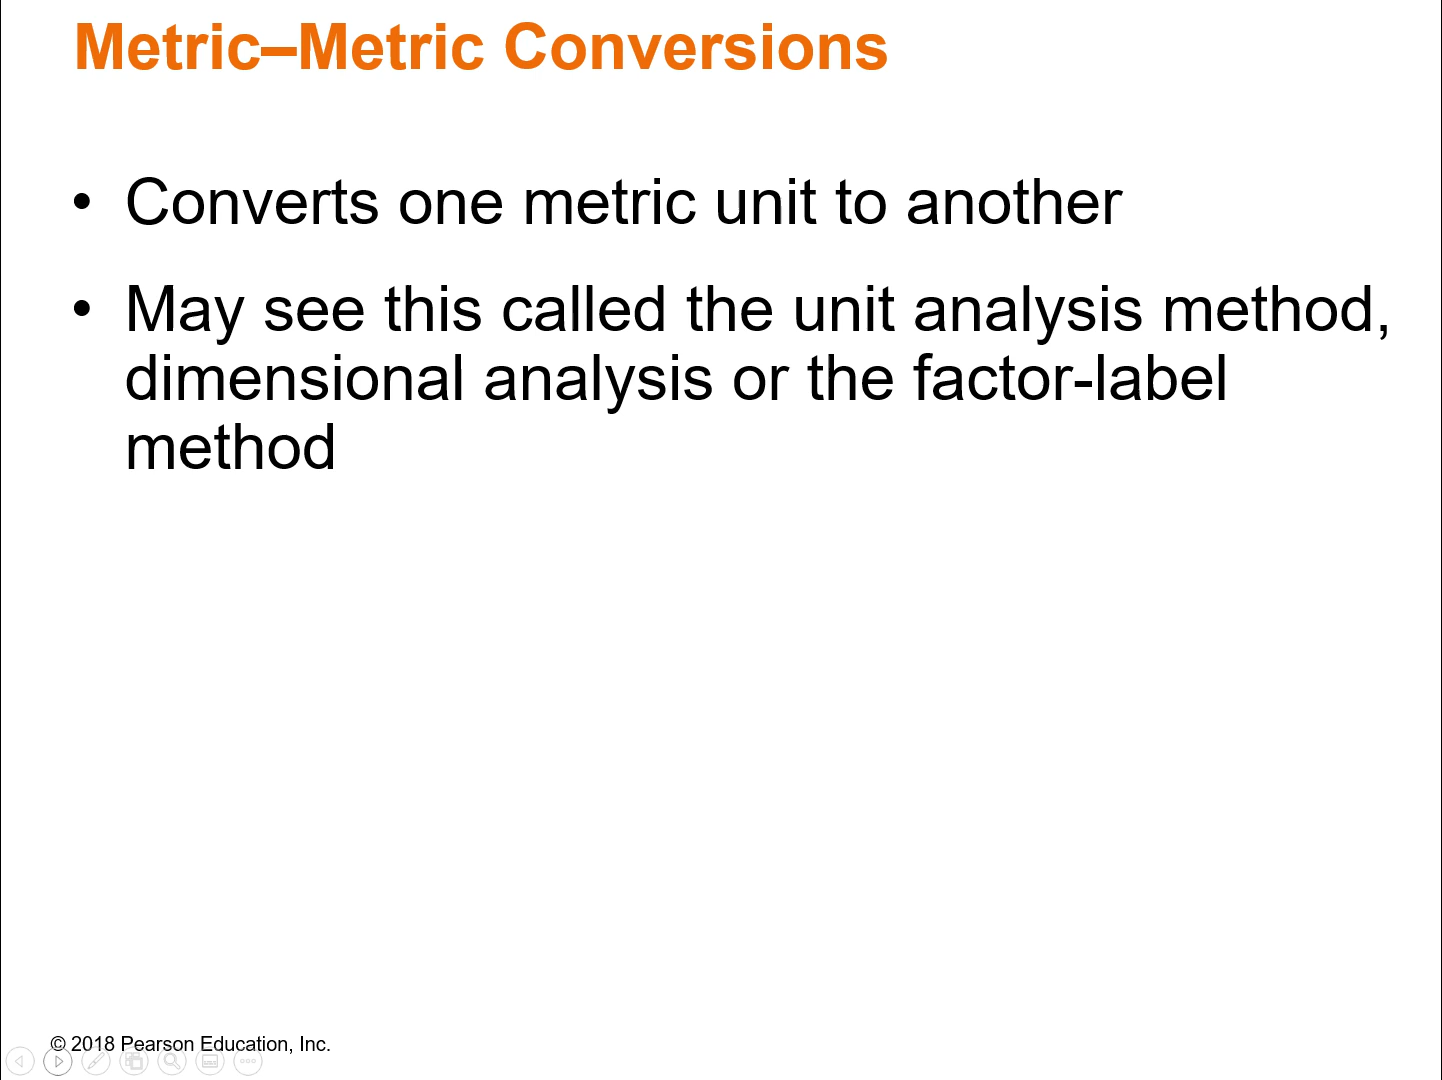 Metric–Metric Conversions
• Converts one metric unit to another
• May see this called the unit analysis method,
dimensional analysis or the factor-label
method
© 2018 Pearson Education, Inc.